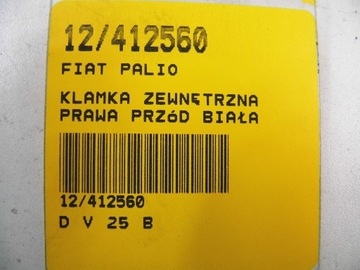 12/412560
FIAT PALIO
KLAMKA ZEWNĘTRZNA
PRAWA PRZÓD BIAŁA
12/412560
D V 25 B